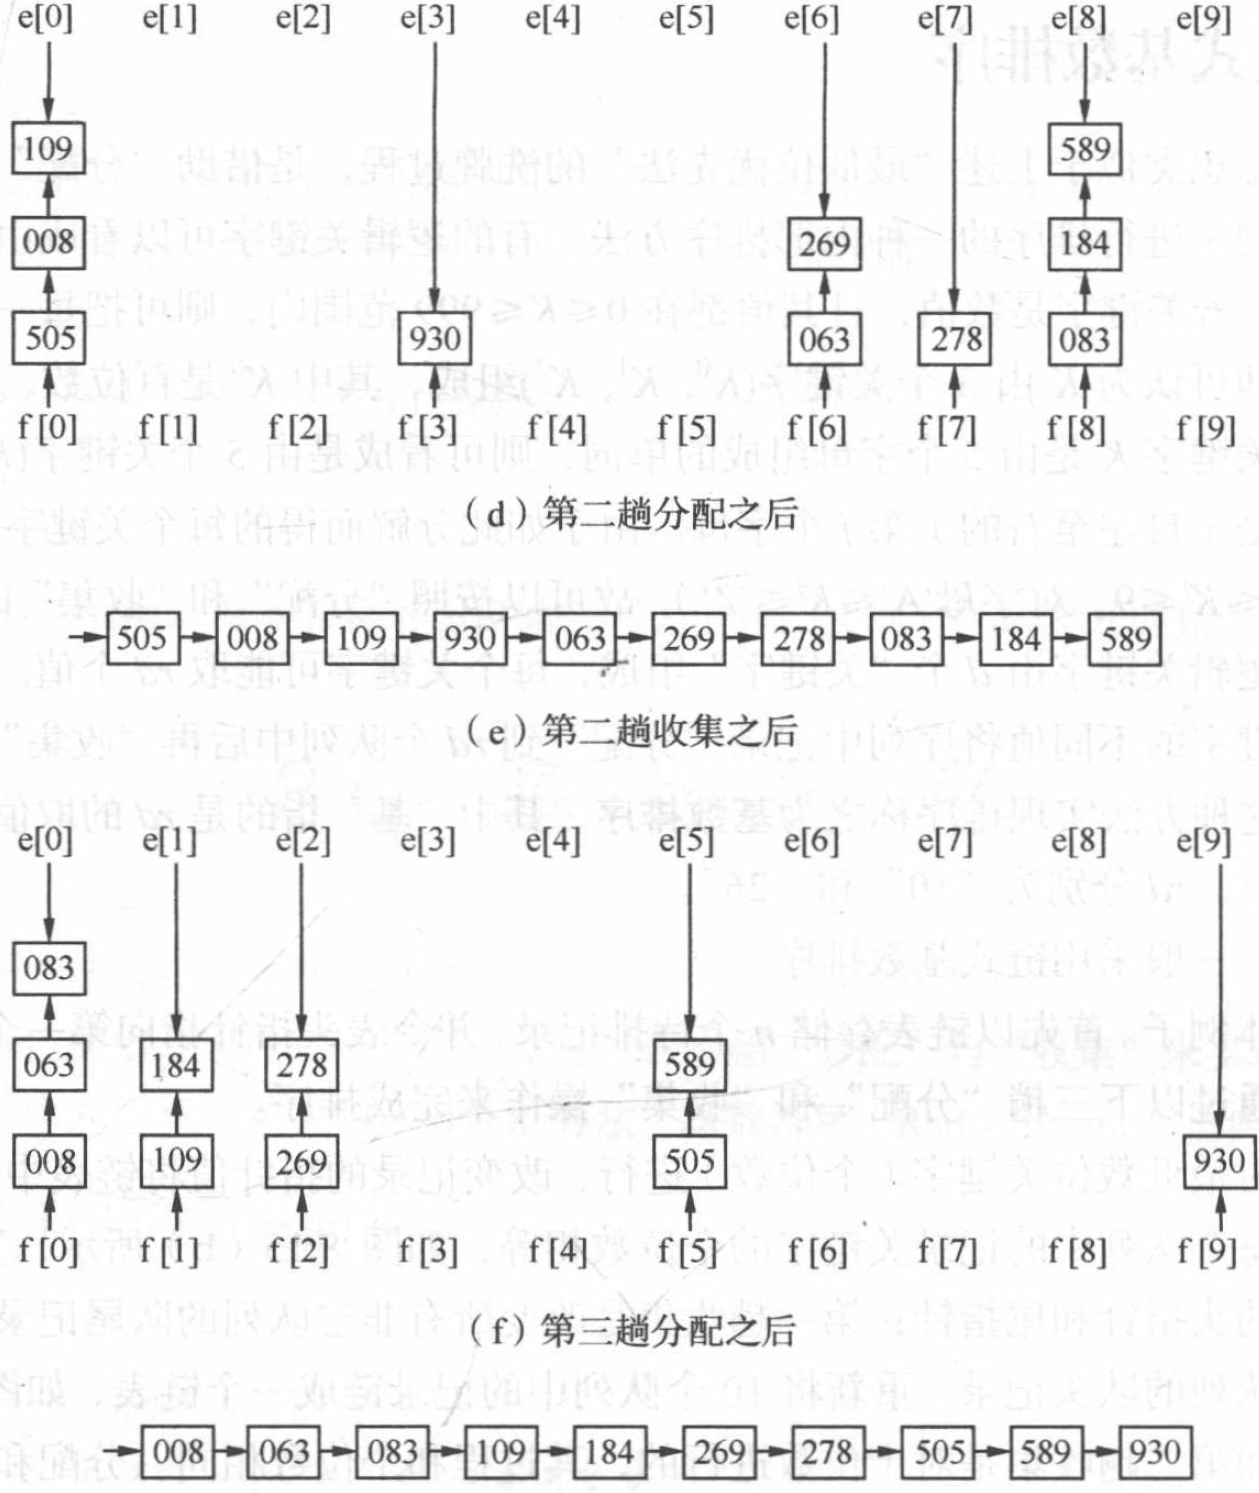 e[0] e[1] e[2] e[3] e[4] e[5] e[6] e[7] e[8] e[9]
109 589
008 269 184
505 930 063 278 083
f[0] f[1] f[2] f[3] f[4] f[5] f[6] f[7] f[8] f[9]
（d）第二趟分配之后
505 008 109 930 063 269 278 083 184 589
（e）第二趟收集之后
e[0] e[1] e[2] e[3] e[4] e[5] e[6] e[7] e[8] e[9]
083
063 184 278 589
008 109 269 505 930
f[0] f[1] f[2] f[3] f[4] f[5] f[6] f[7] f[8] f[9]
（f）第三趟分配之后
008 063 083 109 184 269 278 505 589 930